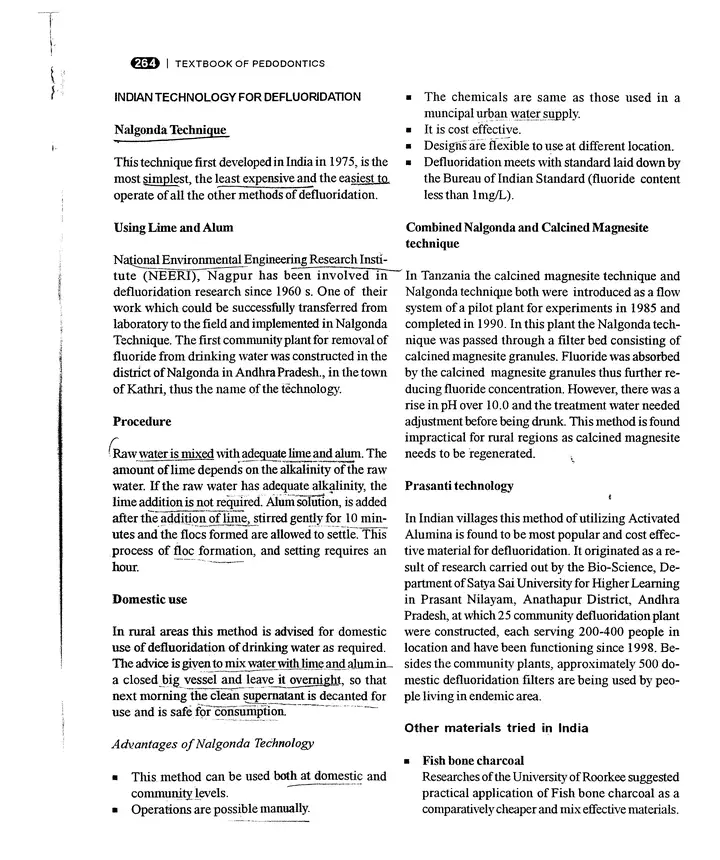 264 | TEXTBOOK OF PEDODONTICS
INDIAN TECHNOLOGY FOR DEFLUORIDATION
Nalgonda Technique
This technique first developed in India in 1975, is the
most simplest, the least expensive and the easiest to
operate of all the other methods of defluoridation.
Using Lime and Alum
National Environmental Engineering Research Insti-
tute (NEERI), Nagpur has been involved in
defluoridation research since 1960 s. One of their
work which could be successfully transferred from
laboratory to the field and implemented in Nalgonda
Technique. The first community plant for removal of
fluoride from drinking water was constructed in the
district of Nalgonda in Andhra Pradesh., in the town
of Kathri, thus the name of the technology.
Procedure
Raw water is mixed with adequate lime and alum. The
amount of lime depends on the alkalinity of the raw
water. If the raw water has adequate alkalinity, the
lime addition is not required. Alum solution, is added
after the addition of lime, stirred gently for 10 min-
utes and the flocs formed are allowed to settle. This
process of floc formation, and setting requires an
hour.
Domestic use
In rural areas this method is advised for domestic
use of defluoridation of drinking water as required.
The advice is given to mix water with lime and alum in
a closed big vessel and leave it overnight, so that
next morning the clean supernatant is decanted for
use and is safe for consumption.
Advantages of Nalgonda Technology
■ This method can be used both at domestic and
community levels.
■ Operations are possible manually.
■ The chemicals are same as those used in a
muncipal urban water supply.
■ It is cost effective.
■ Designs are flexible to use at different location.
■ Defluoridation meets with standard laid down by
the Bureau of Indian Standard (fluoride content
less than 1mg/L).
Combined Nalgonda and Calcined Magnesite
technique
In Tanzania the calcined magnesite technique and
Nalgonda technique both were introduced as a flow
system of a pilot plant for experiments in 1985 and
completed in 1990. In this plant the Nalgonda tech-
nique was passed through a filter bed consisting of
calcined magnesite granules. Fluoride was absorbed
by the calcined magnesite granules thus further re-
ducing fluoride concentration. However, there was a
rise in pH over 10.0 and the treatment water needed
adjustment before being drunk. This method is found
impractical for rural regions as calcined magnesite
needs to be regenerated.
Prasanti technology
In Indian villages this method of utilizing Activated
Alumina is found to be most popular and cost effec-
tive material for defluoridation. It originated as a re-
sult of research carried out by the Bio-Science, De-
partment of Satya Sai University for Higher Learning
in Prasant Nilayam, Anathapur District, Andhra
Pradesh, at which 25 community defluoridation plant
were constructed, each serving 200-400 people in
location and have been functioning since 1998. Be-
sides the community plants, approximately 500 do-
mestic defluoridation filters are being used by peo-
ple living in endemic area.
Other materials tried in India
■ Fish bone charcoal
Researches of the University of Roorkee suggested
practical application of Fish bone charcoal as a
comparatively cheaper and mix effective materials.